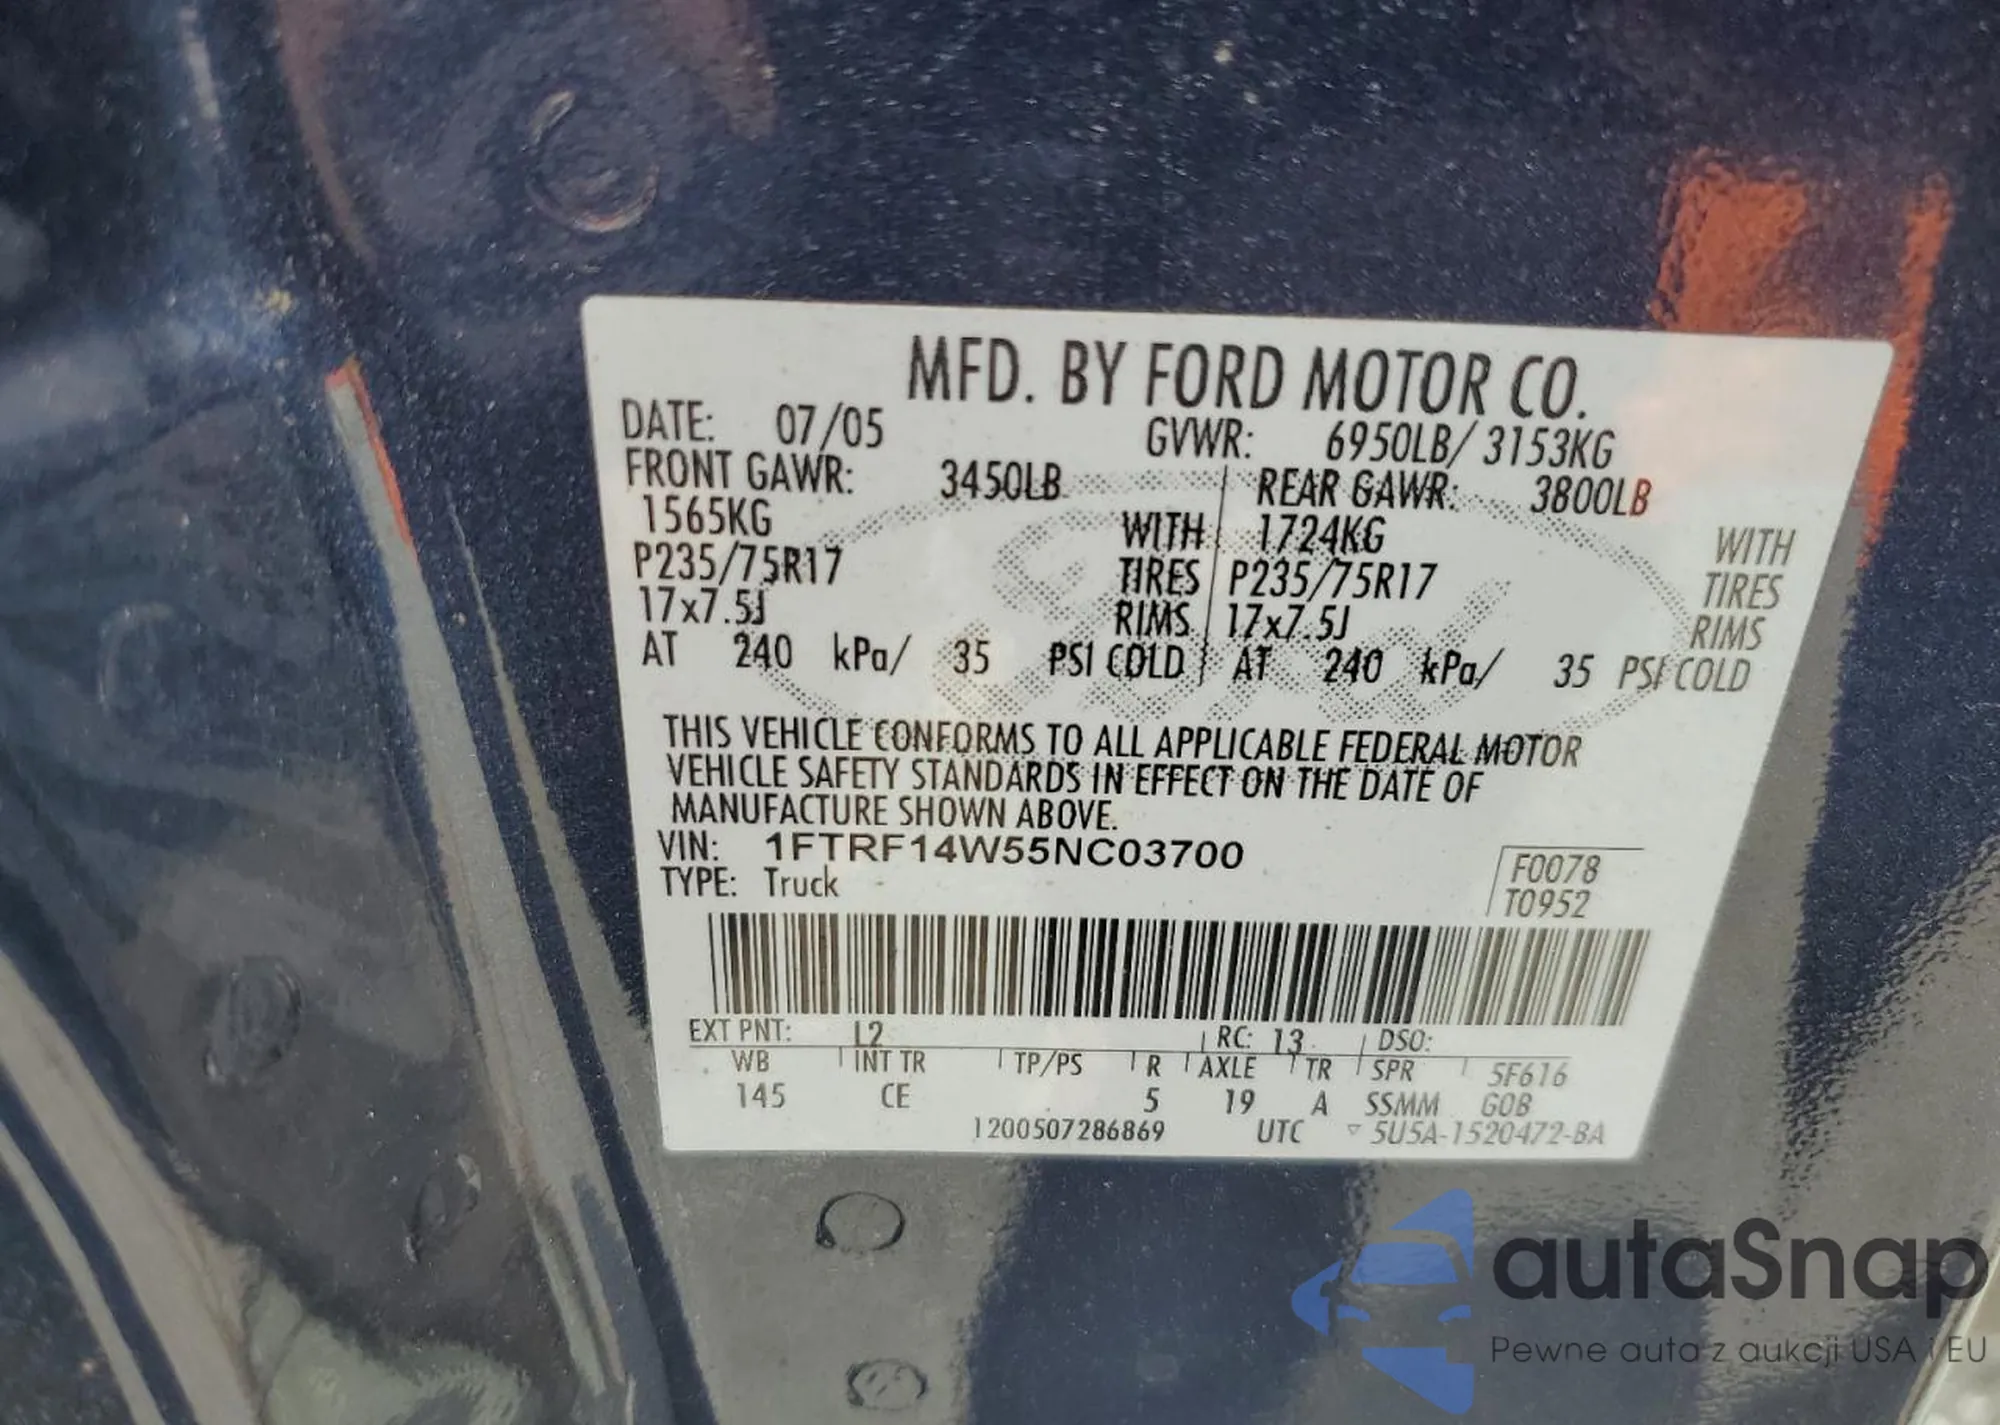 MFD. BY FORD MOTOR CO.
DATE: 07/05 GVWR: 6950LB/ 3153KG
FRONT GAWR: 3450LB REAR GAWR: 3800LB
1565KG WITH 1724KG WITH
P235/75R17 TIRES P235/75R17 TIRES
17x7.5J RIMS 17x7.5J RIMS
AT 240 kPa/ 35 PSI COLD AT 240 kPa/ 35 PSI COLD
THIS VEHICLE CONFORMS TO ALL APPLICABLE FEDERAL MOTOR
VEHICLE SAFETY STANDARDS IN EFFECT ON THE DATE OF
MANUFACTURE SHOWN ABOVE.
VIN: 1FTRF14W55NC03700
F0078
TYPE: Truck
T0952
EXT PNT: L2 RC: 13 DSO:
WB INT TR TP/PS R AXLE TR SPR 5F616
145 CE 5 19 A SSMM GOB
1200507286869 UTC ▽ 5U5A-1520472-BA
autaSnap
Pewne auta z aukcji USA i EU